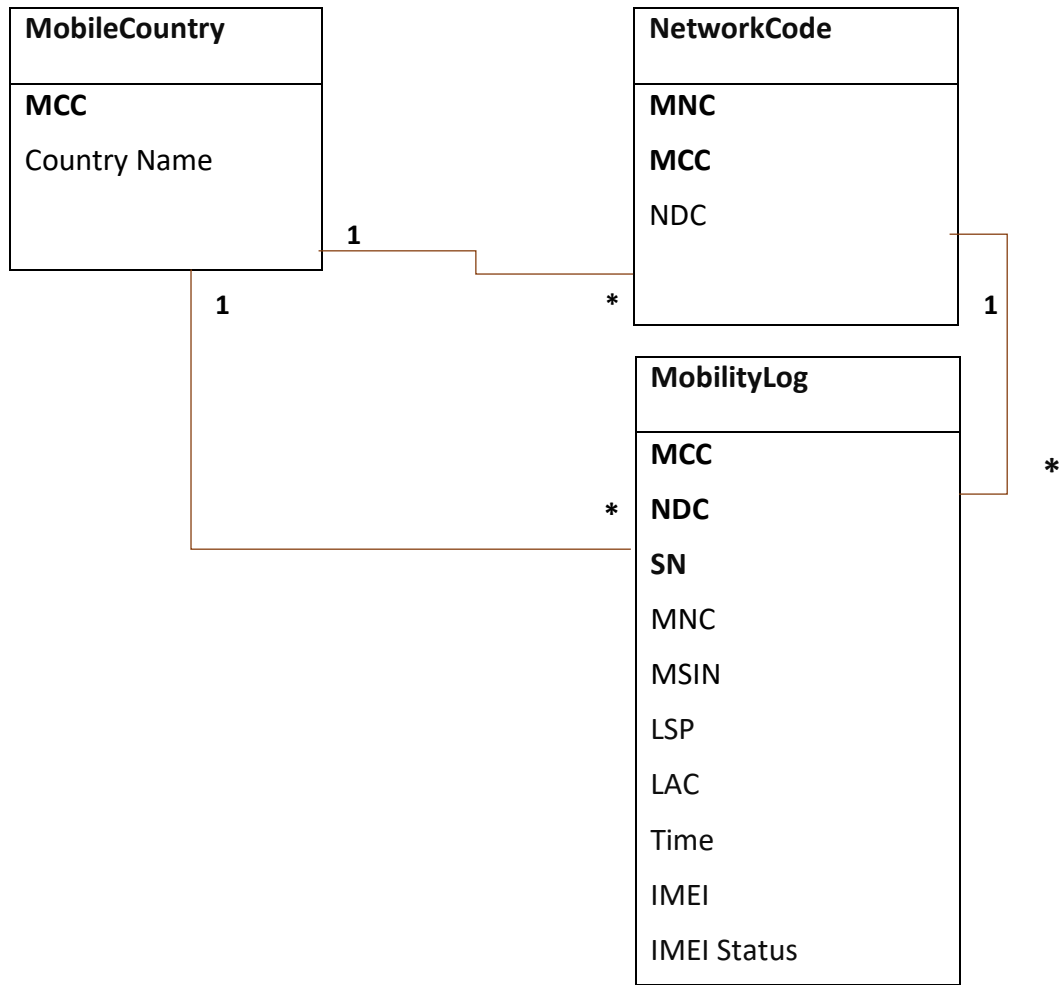 MobileCountry
MCC
Country Name
1
1
NetworkCode
MNC
MCC
NDC
*
1
MobilityLog
MCC
NDC
SN
MNC
MSIN
LSP
LAC
Time
IMEI
IMEI Status
*
*